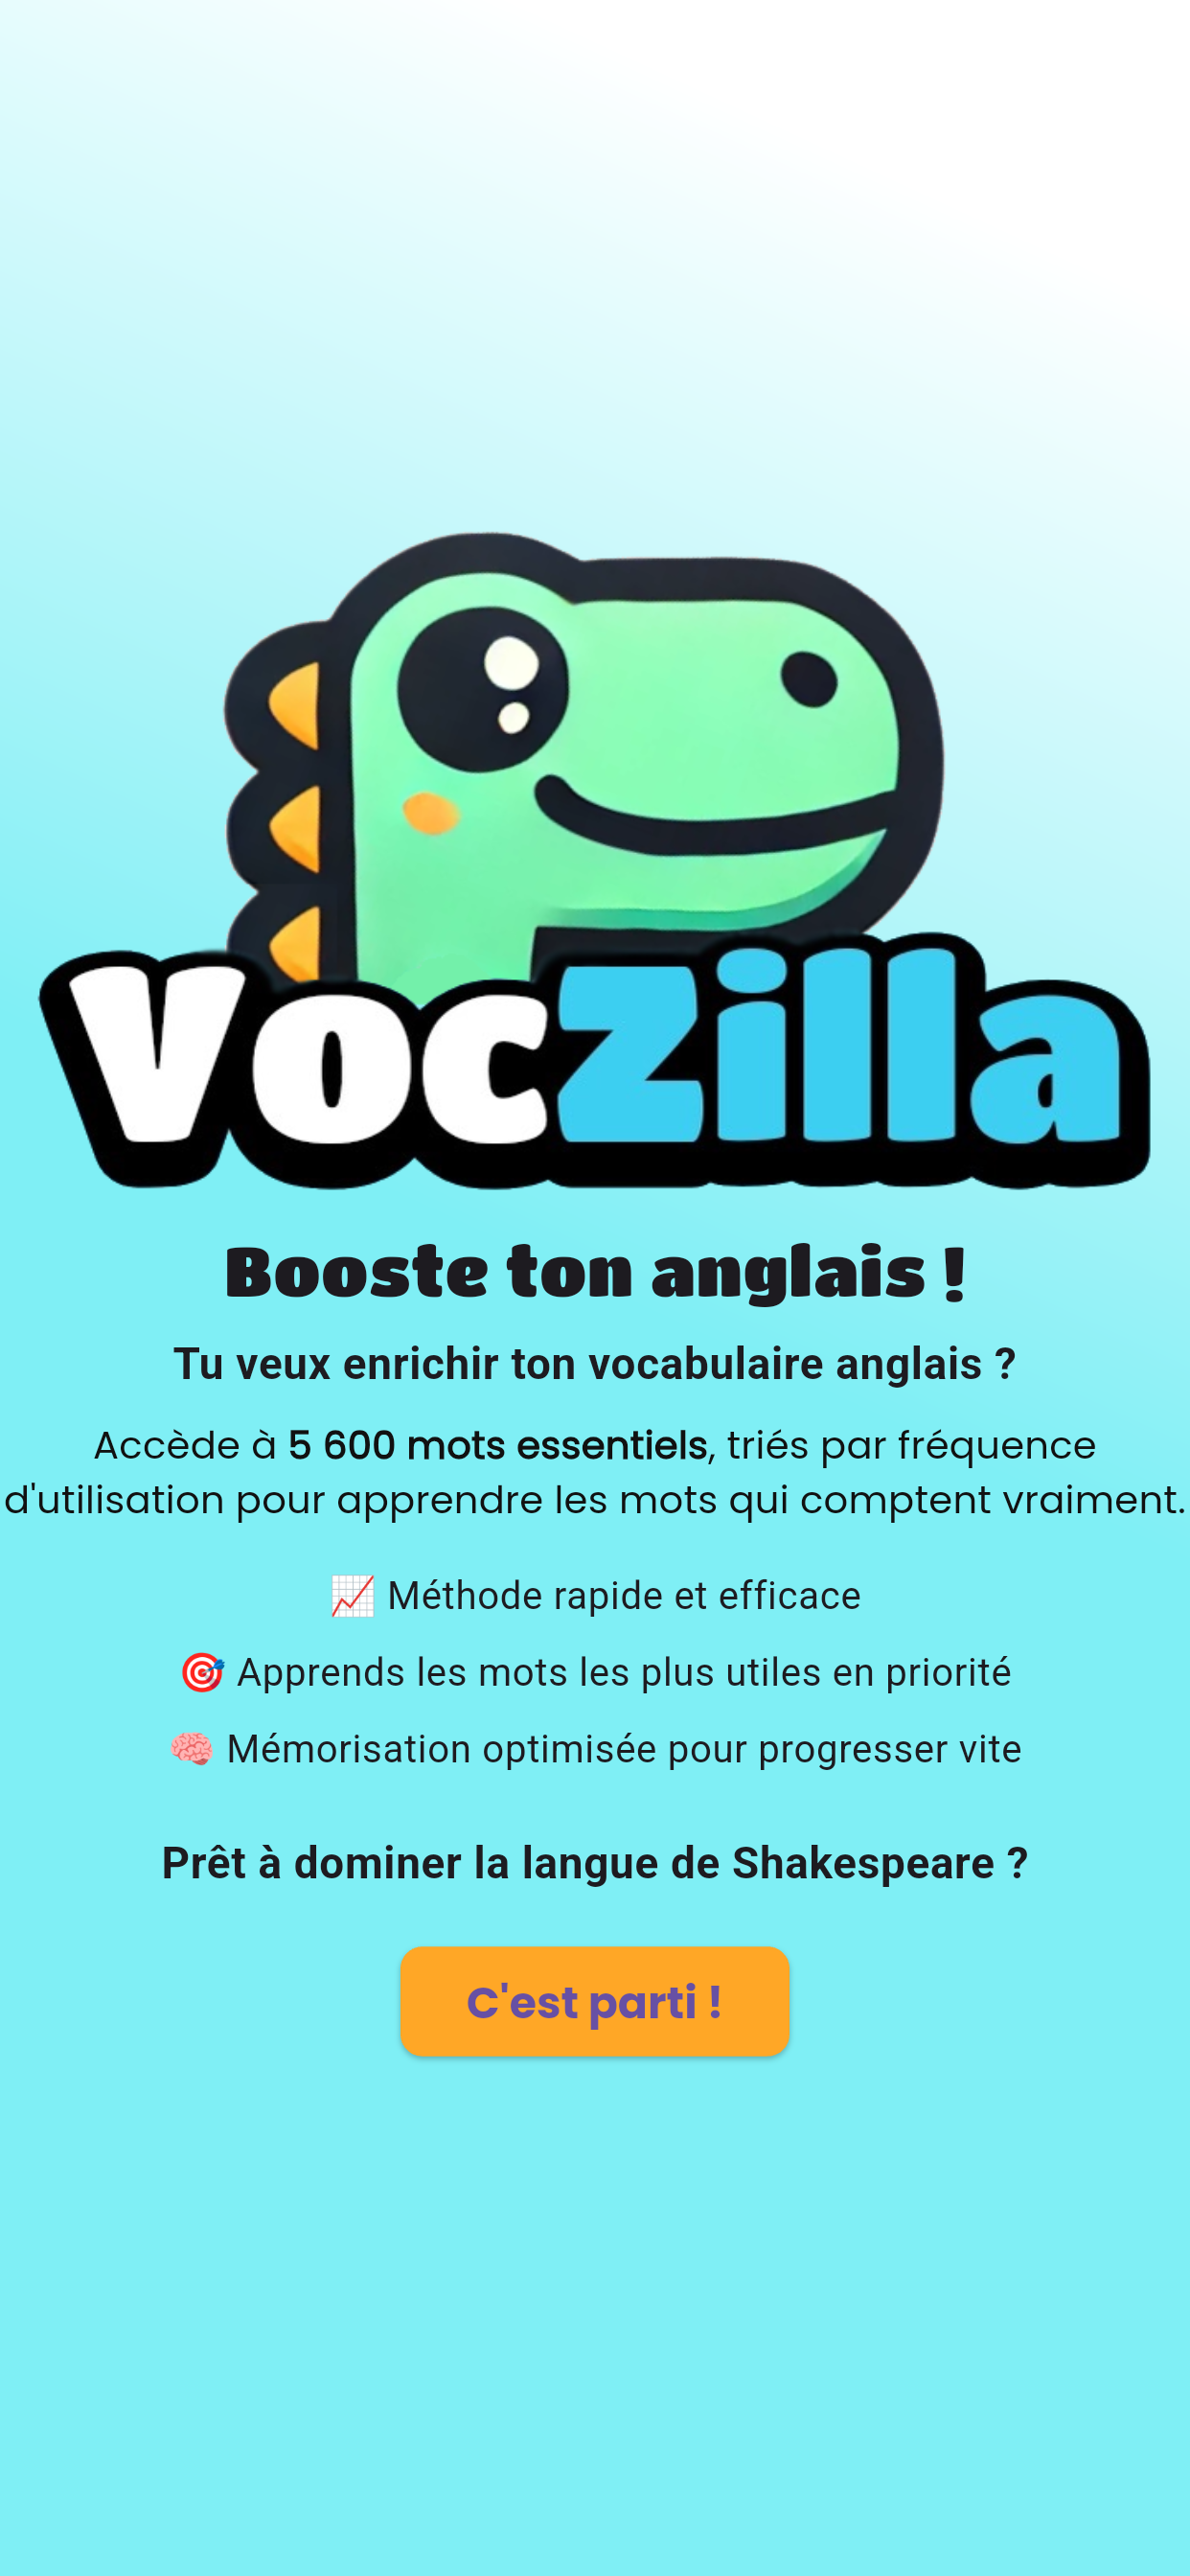 VocZilla
Booste ton anglais !
Tu veux enrichir ton vocabulaire anglais ?
Accède à 5 600 mots essentiels, triés par fréquence
d'utilisation pour apprendre les mots qui comptent vraiment.
📈 Méthode rapide et efficace
🎯 Apprends les mots les plus utiles en priorité
🧠 Mémorisation optimisée pour progresser vite
Prêt à dominer la langue de Shakespeare ?
C'est parti !